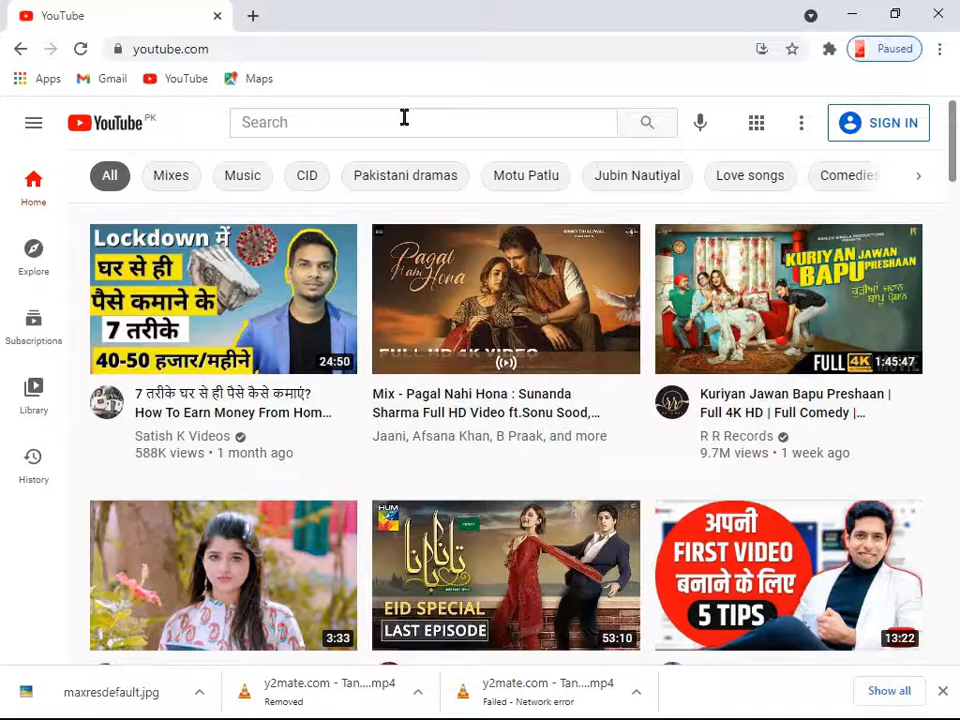 YouTube
youtube.com
Paused
Apps
Gmail
YouTube
Maps
YouTube PK
Search
SIGN IN
All
Mixes
Music
CID
Pakistani dramas
Motu Patlu
Jubin Nautiyal
Love songs
Comedies
Home
Explore
Subscriptions
Library
History
Lockdown में
घर से ही
पैसे कमाने के
7 तरीके
40-50 हजार/महीने
24:50
Pagal
Nahi Hona
FULL HD 4K VIDEO
KURIYAN JAWAN
BAPU PRESHAAN
ਕੁੜੀਆਂ ਜਵਾਨ
ਬਾਪੂ ਪ੍ਰੇਸ਼ਾਨ
FULL 4K
1:45:47
7 तरीके घर से ही पैसे कैसे कमाएं?
How To Earn Money From Hom...
Satish K Videos
588K views • 1 month ago
Mix - Pagal Nahi Hona : Sunanda
Sharma Full HD Video ft.Sonu Sood,...
Jaani, Afsana Khan, B Praak, and more
Kuriyan Jawan Bapu Preshaan |
Full 4K HD | Full Comedy |...
R R Records
9.7M views • 1 week ago
3:33
HUM
تانا بانا
EID SPECIAL
LAST EPISODE
53:10
अपनी
FIRST VIDEO
बनाने के लिए
5 TIPS
13:22
maxresdefault.jpg
y2mate.com - Tan....mp4
Removed
y2mate.com - Tan....mp4
Failed - Network error
Show all